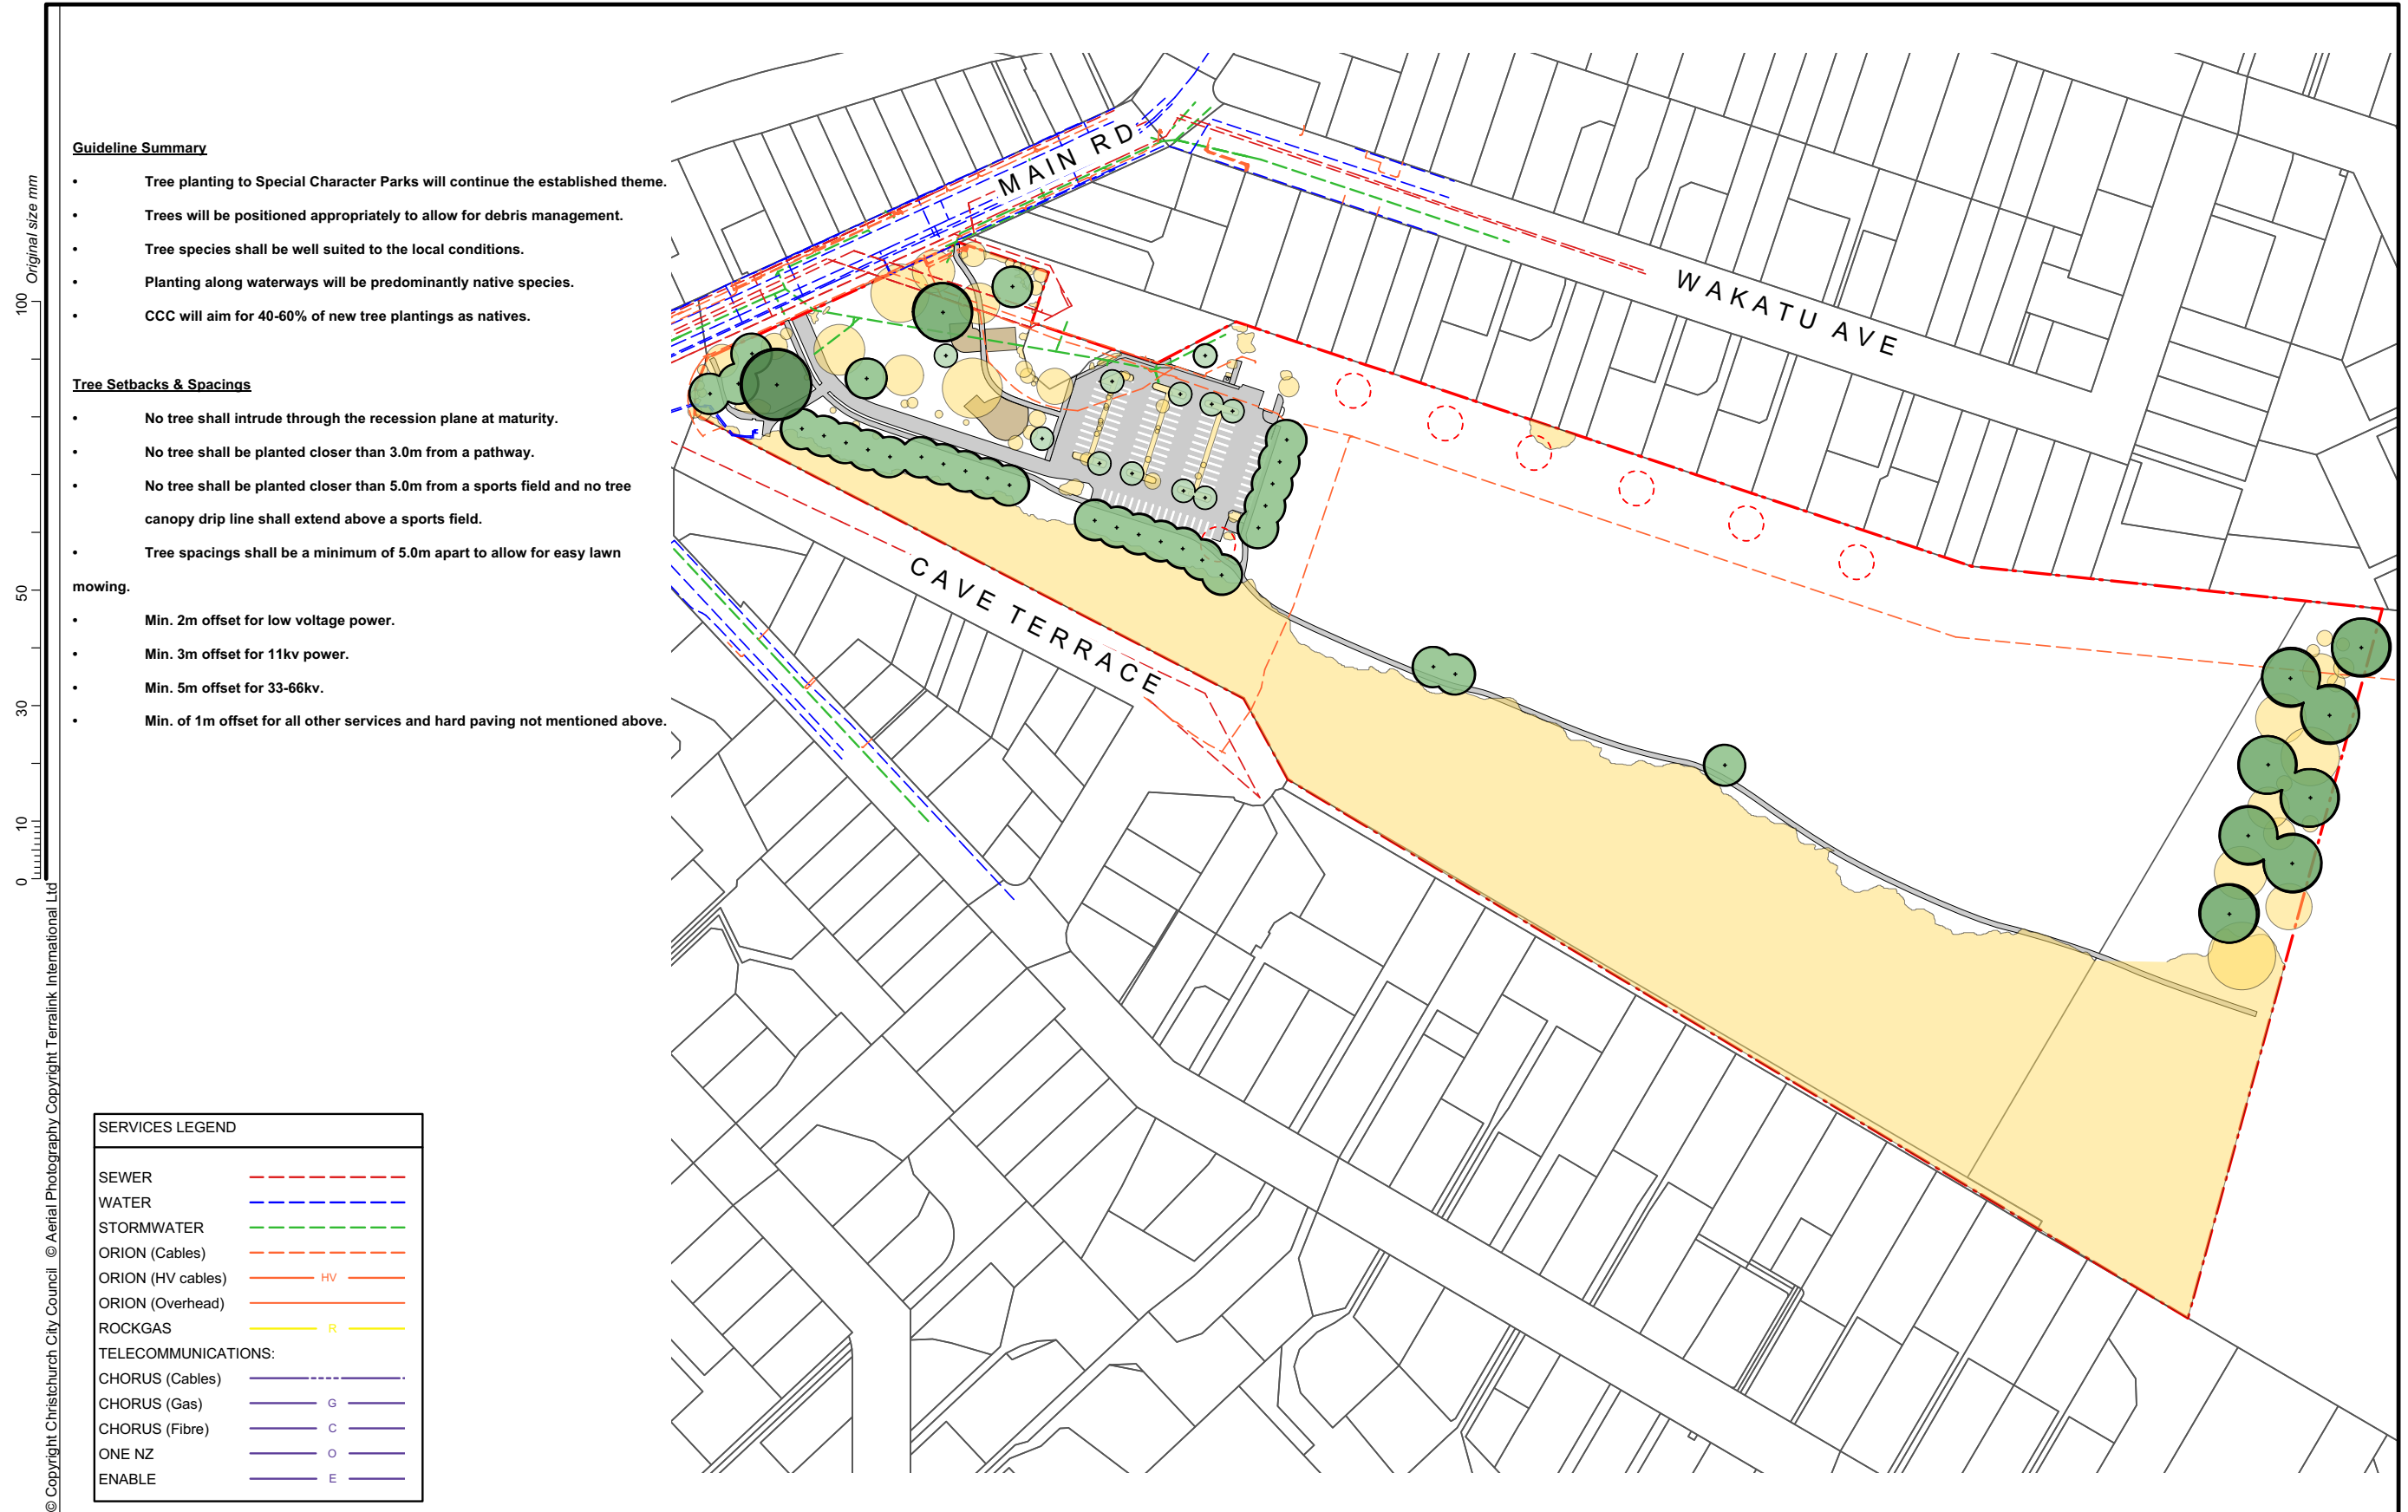 Guideline Summary
• Tree planting to Special Character Parks will continue the established theme.
• Trees will be positioned appropriately to allow for debris management.
• Tree species shall be well suited to the local conditions.
• Planting along waterways will be predominantly native species.
• CCC will aim for 40-60% of new tree plantings as natives.
Tree Setbacks & Spacings
• No tree shall intrude through the recession plane at maturity.
• No tree shall be planted closer than 3.0m from a pathway.
• No tree shall be planted closer than 5.0m from a sports field and no tree
canopy drip line shall extend above a sports field.
• Tree spacings shall be a minimum of 5.0m apart to allow for easy lawn
mowing.
• Min. 2m offset for low voltage power.
• Min. 3m offset for 11kv power.
• Min. 5m offset for 33-66kv.
• Min. of 1m offset for all other services and hard paving not mentioned above.
Original size mm
100
50
30
10
0
© Copyright Christchurch City Council © Aerial Photography Copyright Terralink International Ltd
SERVICES LEGEND
SEWER
WATER
STORMWATER
ORION (Cables)
ORION (HV cables) HV
ORION (Overhead)
ROCKGAS R
TELECOMMUNICATIONS:
CHORUS (Cables)
CHORUS (Gas) G
CHORUS (Fibre) C
ONE NZ O
ENABLE E
MAIN RD
WAKATU AVE
CAVE TERRACE